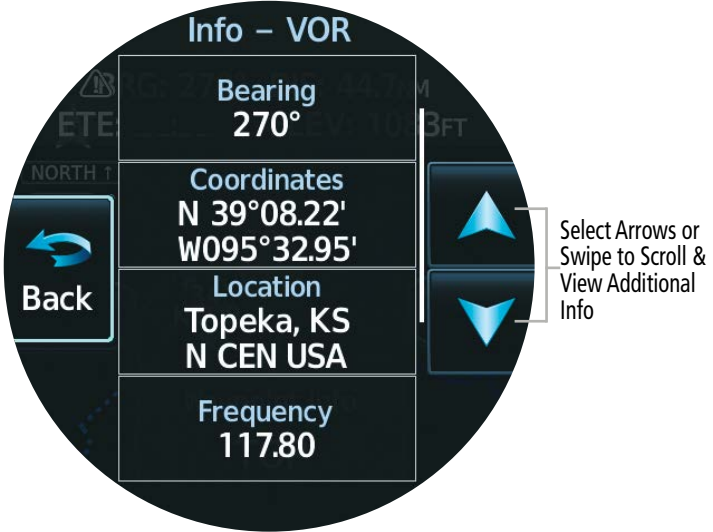 Info – VOR
Bearing
270°
Coordinates
N 39°08.22'
W095°32.95'
Location
Topeka, KS
N CEN USA
Frequency
117.80
Back
NORTH ↑
ETE:
Select Arrows or
Swipe to Scroll &
View Additional
Info